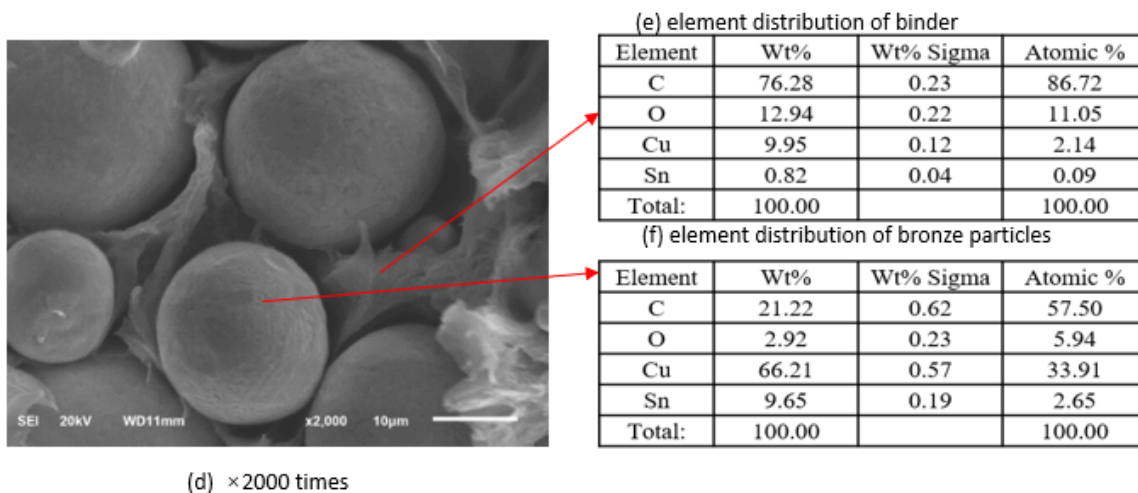 (e) element distribution of binder
Element Wt% Wt% Sigma Atomic %
C 76.28 0.23 86.72
O 12.94 0.22 11.05
Cu 9.95 0.12 2.14
Sn 0.82 0.04 0.09
Total: 100.00 100.00
(f) element distribution of bronze particles
Element Wt% Wt% Sigma Atomic %
C 21.22 0.62 57.50
O 2.92 0.23 5.94
Cu 66.21 0.57 33.91
Sn 9.65 0.19 2.65
Total: 100.00 100.00
SEI 20kV WD11mm x2,000 10µm
(d) ×2000 times